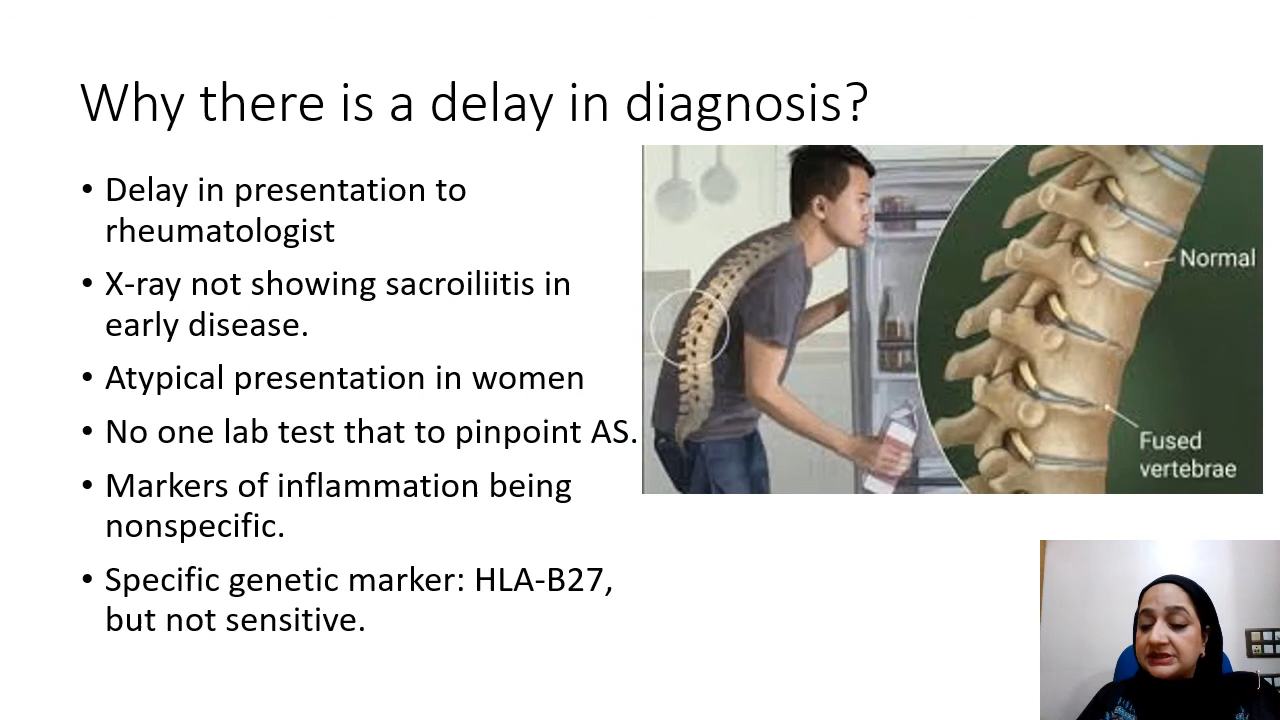 Why there is a delay in diagnosis?
• Delay in presentation to
rheumatologist
• X-ray not showing sacroiliitis in
early disease.
• Atypical presentation in women
• No one lab test that to pinpoint AS.
• Markers of inflammation being
nonspecific.
• Specific genetic marker: HLA-B27,
but not sensitive.
Normal
Fused
vertebrae